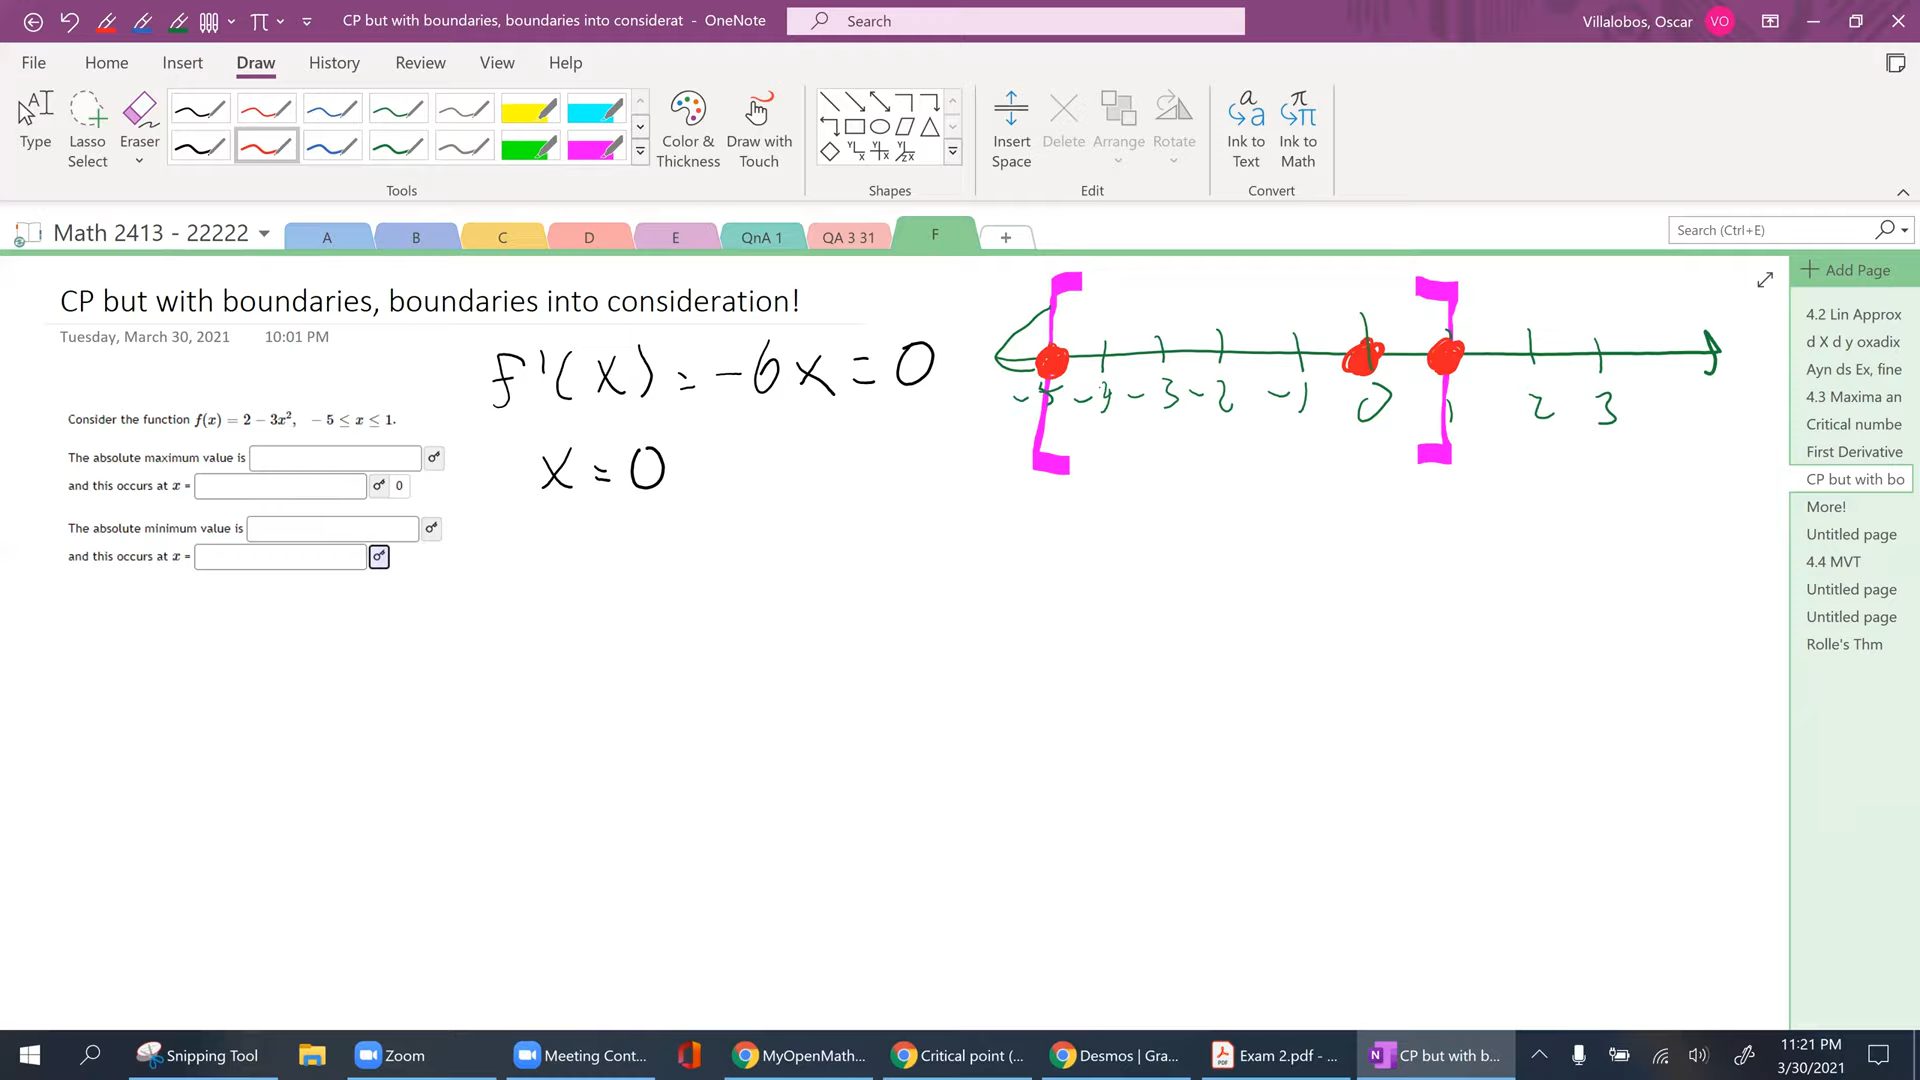 CP but with boundaries, boundaries into considerat - OneNote
Search
Villalobos, Oscar VO
File Home Insert Draw History Review View Help
Type Lasso Select Eraser Color & Thickness Draw with Touch Insert Space Delete Arrange Rotate Ink to Text Ink to Math
Tools Shapes Edit Convert
Math 2413 - 22222 A B C D E QnA 1 QA 3 31 F +
Search (Ctrl+E)
Add Page
CP but with boundaries, boundaries into consideration!
Tuesday, March 30, 2021 10:01 PM
f'(x) = -6x = 0
x = 0
-5 -4 -3 -2 -1 0 1 2 3
Consider the function f(x) = 2 − 3x², −5 ≤ x ≤ 1.
The absolute maximum value is
and this occurs at x = 0
The absolute minimum value is
and this occurs at x =
4.2 Lin Approx
d X d y oxadix
Ayn ds Ex, fine
4.3 Maxima an
Critical numbe
First Derivative
CP but with bo
More!
Untitled page
4.4 MVT
Untitled page
Untitled page
Rolle's Thm
Snipping Tool Zoom Meeting Cont... MyOpenMath... Critical point (... Desmos | Gra... Exam 2.pdf - ... CP but with b...
11:21 PM
3/30/2021